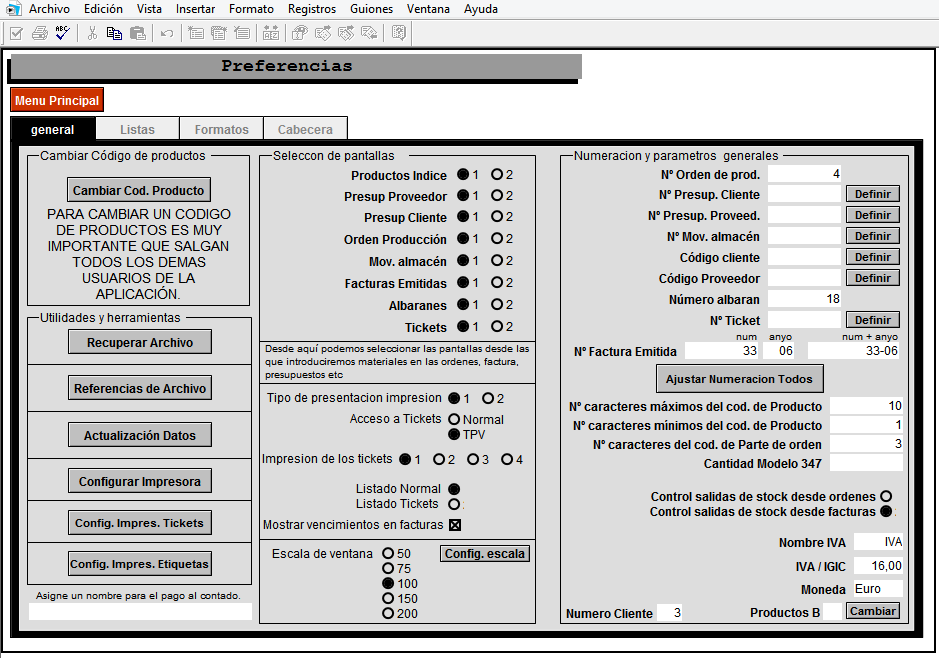 Archivo Edición Vista Insertar Formato Registros Guiones Ventana Ayuda
Preferencias
Menu Principal
general Listas Formatos Cabecera
Cambiar Código de productos
Cambiar Cod. Producto
PARA CAMBIAR UN CODIGO
DE PRODUCTOS ES MUY
IMPORTANTE QUE SALGAN
TODOS LOS DEMAS
USUARIOS DE LA
APLICACIÓN.
Utilidades y herramientas
Recuperar Archivo
Referencias de Archivo
Actualización Datos
Configurar Impresora
Config. Impres. Tickets
Config. Impres. Etiquetas
Asigne un nombre para el pago al contado.
Seleccon de pantallas
Productos Indice 1 2
Presup Proveedor 1 2
Presup Cliente 1 2
Orden Producción 1 2
Mov. almacén 1 2
Facturas Emitidas 1 2
Albaranes 1 2
Tickets 1 2
Desde aquí podemos seleccionar las pantallas desde las
que introduciremos materiales en las ordenes, factura,
presupuestos etc
Tipo de presentacion impresion 1 2
Acceso a Tickets Normal
TPV
Impresion de los tickets 1 2 3 4
Listado Normal
Listado Tickets
Mostrar vencimientos en facturas
Escala de ventana 50 Config. escala
75
100
150
200
Numeracion y parametros generales
Nº Orden de prod. 4
Nº Presup. Cliente Definir
Nº Presup. Proveed. Definir
Nº Mov. almacén Definir
Código cliente Definir
Código Proveedor Definir
Número albaran 18
Nº Ticket Definir
num anyo num + anyo
Nº Factura Emitida 33 06 33-06
Ajustar Numeracion Todos
Nº caracteres máximos del cod. de Producto 10
Nº caracteres mínimos del cod. de Producto 1
Nº caracteres del cod. de Parte de orden 3
Cantidad Modelo 347
Control salidas de stock desde ordenes
Control salidas de stock desde facturas
Nombre IVA IVA
IVA / IGIC 16,00
Moneda Euro
Numero Cliente 3 Productos B Cambiar